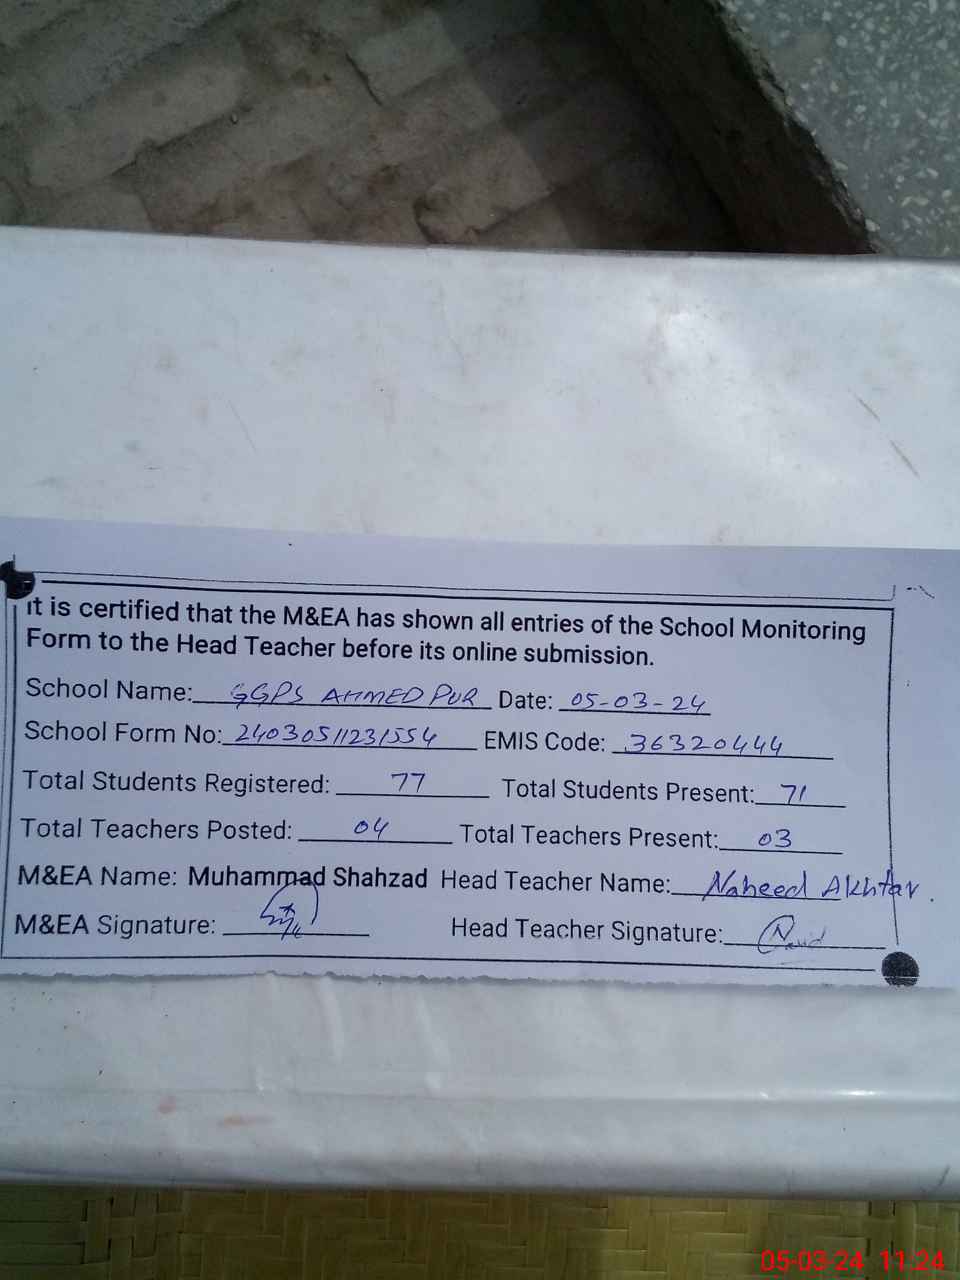 It is certified that the M&EA has shown all entries of the School Monitoring
Form to the Head Teacher before its online submission.
School Name: GGPS AHMED PUR Date: 05-03-24
School Form No: 24030511231554 EMIS Code: 36320444
Total Students Registered: 77 Total Students Present: 71
Total Teachers Posted: 04 Total Teachers Present: 03
M&EA Name: Muhammad Shahzad Head Teacher Name: Naheed Akhtar.
M&EA Signature: Head Teacher Signature:
05-03-24 11:24